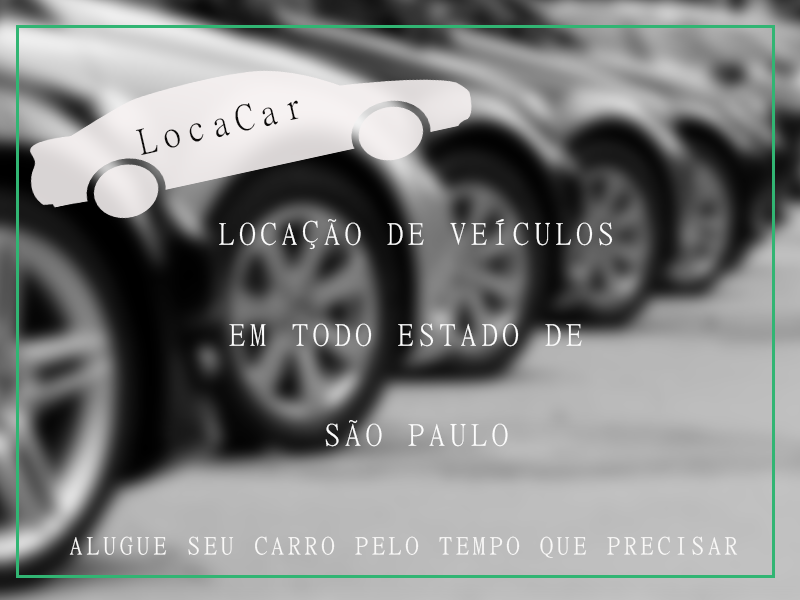 LocaCar
LOCAÇÃO DE VEÍCULOS
EM TODO ESTADO DE
SÃO PAULO
ALUGUE SEU CARRO PELO TEMPO QUE PRECISAR